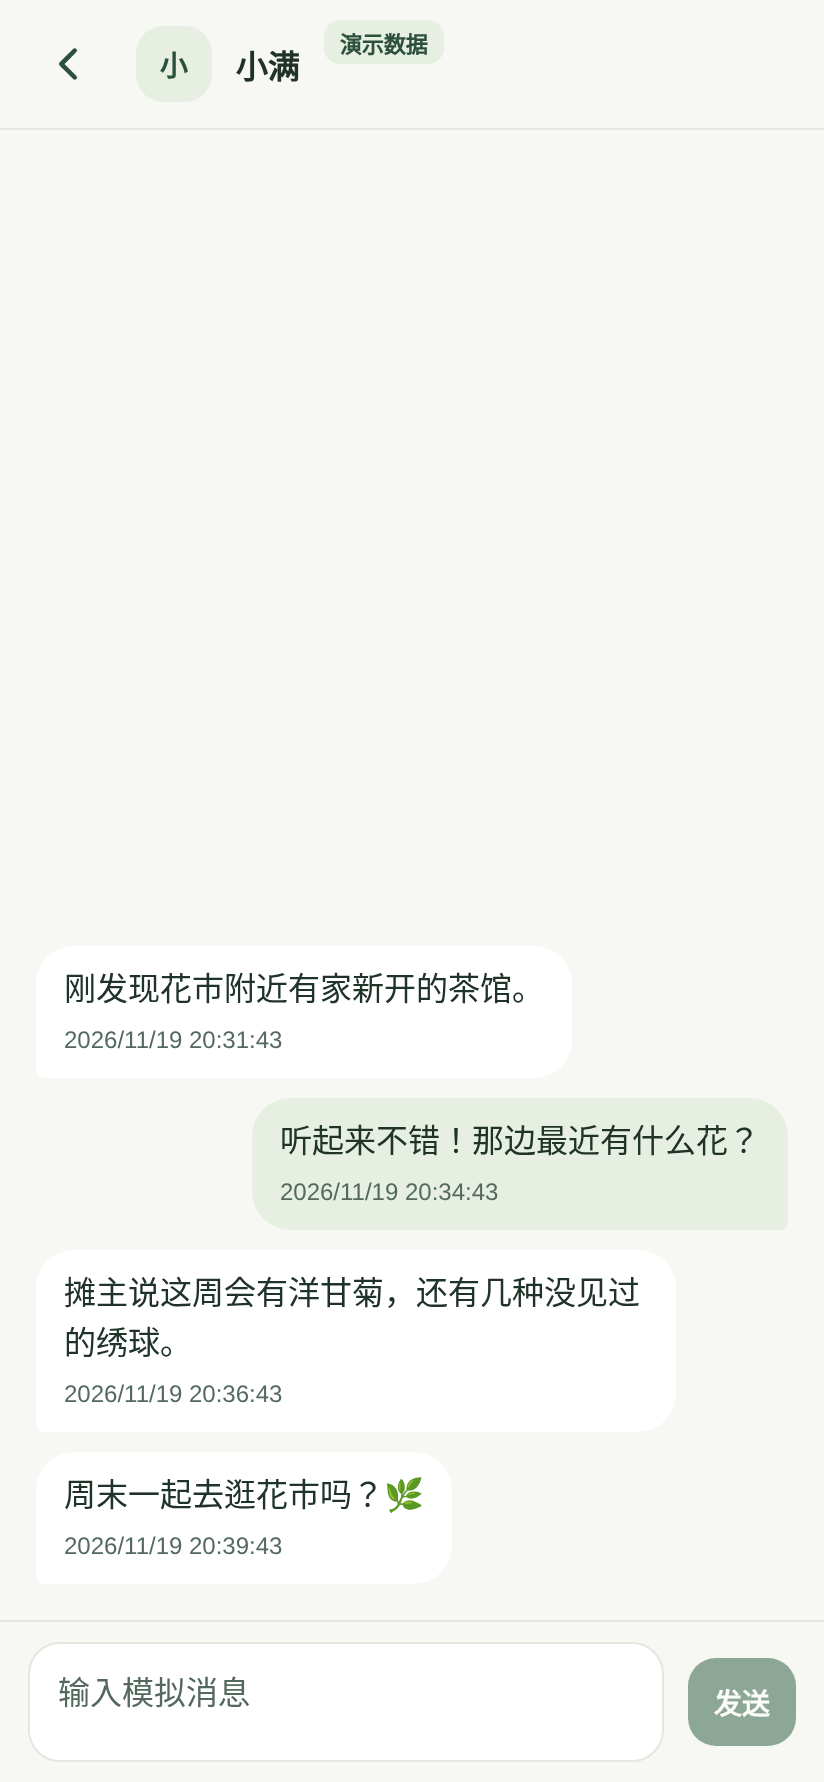 小
小满
演示数据
刚发现花市附近有家新开的茶馆。
2026/11/19 20:31:43
听起来不错！那边最近有什么花？
2026/11/19 20:34:43
摊主说这周会有洋甘菊，还有几种没见过
的绣球。
2026/11/19 20:36:43
周末一起去逛花市吗？🌿
2026/11/19 20:39:43
输入模拟消息
发送